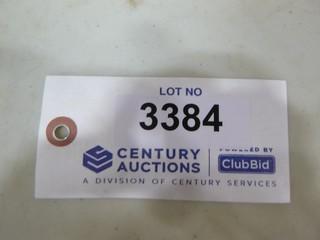 LOT NO
3384
CENTURY
AUCTIONS
POWERED BY
ClubBid
A DIVISION OF CENTURY SERVICES